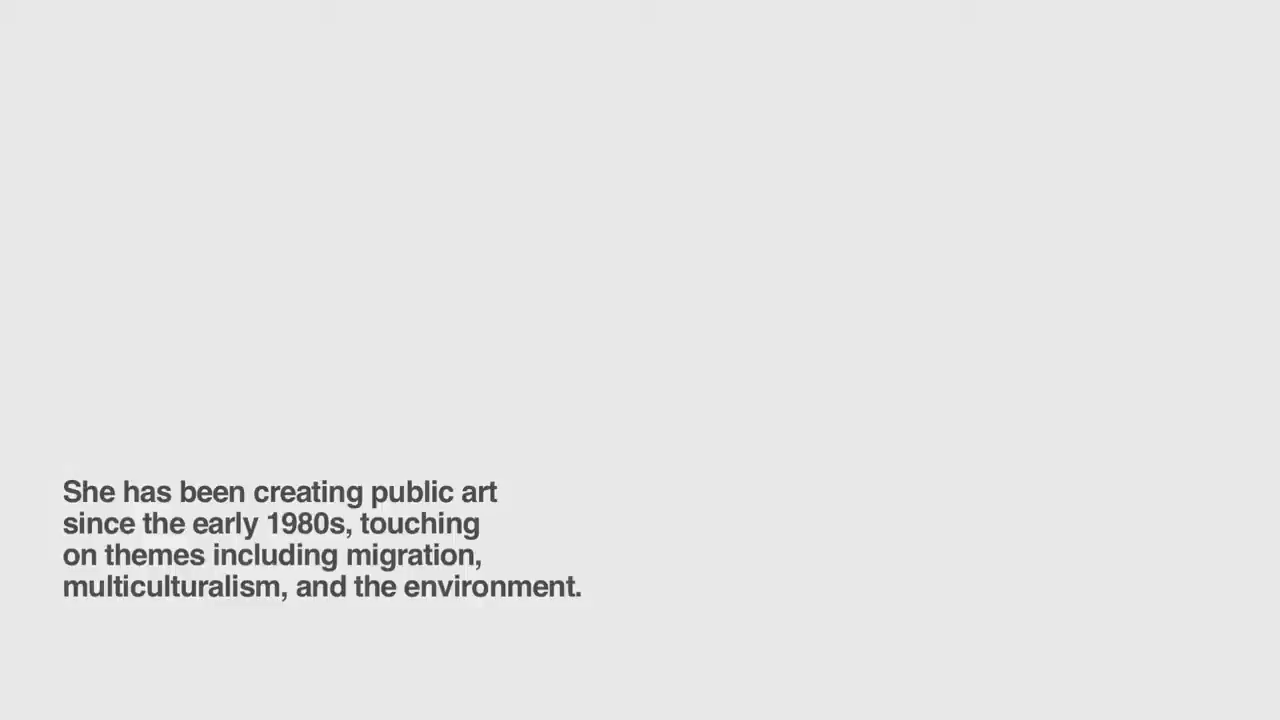 She has been creating public art
since the early 1980s, touching
on themes including migration,
multiculturalism, and the environment.